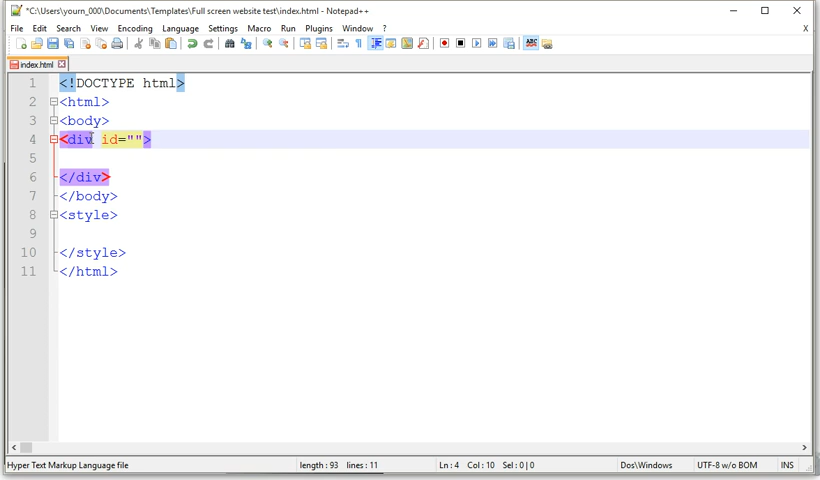 *C:\Users\yourn_000\Documents\Templates\Full screen website test\index.html - Notepad++
File Edit Search View Encoding Language Settings Macro Run Plugins Window ? X
index.html
1 <!DOCTYPE html>
2 <html>
3 <body>
4 <div id="">
5
6 </div>
7 </body>
8 <style>
9
10 </style>
11 </html>
Hyper Text Markup Language file length : 93 lines : 11 Ln : 4 Col : 10 Sel : 0 | 0 Dos\Windows UTF-8 w/o BOM INS